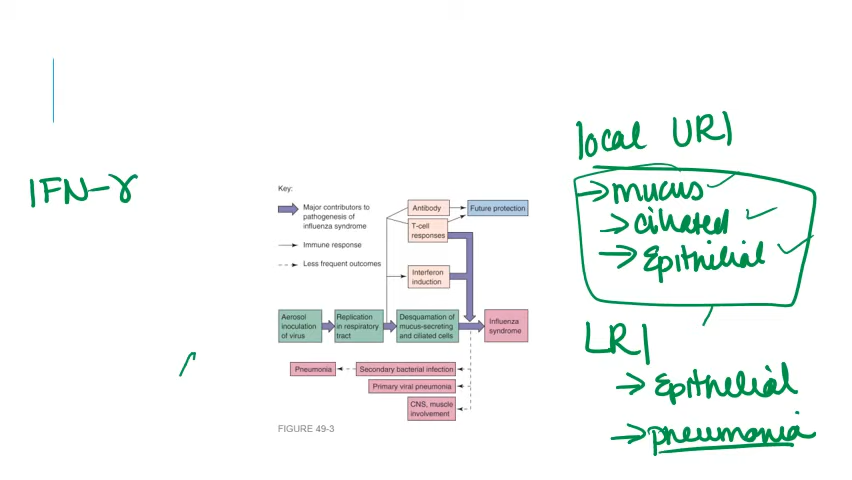 IFN-γ
Key:
Major contributors to
pathogenesis of
influenza syndrome
Immune response
Less frequent outcomes
Antibody
Future protection
T-cell
responses
Interferon
induction
Aerosol
inoculation
of virus
Replication
in respiratory
tract
Desquamation of
mucus-secreting
and ciliated cells
Influenza
syndrome
Pneumonia
Secondary bacterial infection
Primary viral pneumonia
CNS, muscle
involvement
FIGURE 49-3
local URI
→ mucus ✓
→ ciliated ✓
→ Epithilial ✓
LRI
→ Epithelial
→ pneumonia